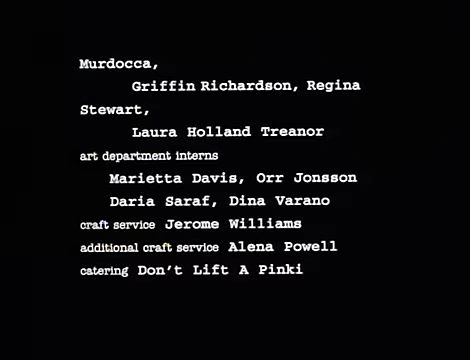 Murdocca,
Griffin Richardson, Regina
Stewart,
Laura Holland Treanor
art department interns
Marietta Davis, Orr Jonsson
Daria Saraf, Dina Varano
craft service Jerome Williams
additional craft service Alena Powell
catering Don't Lift A Pinki